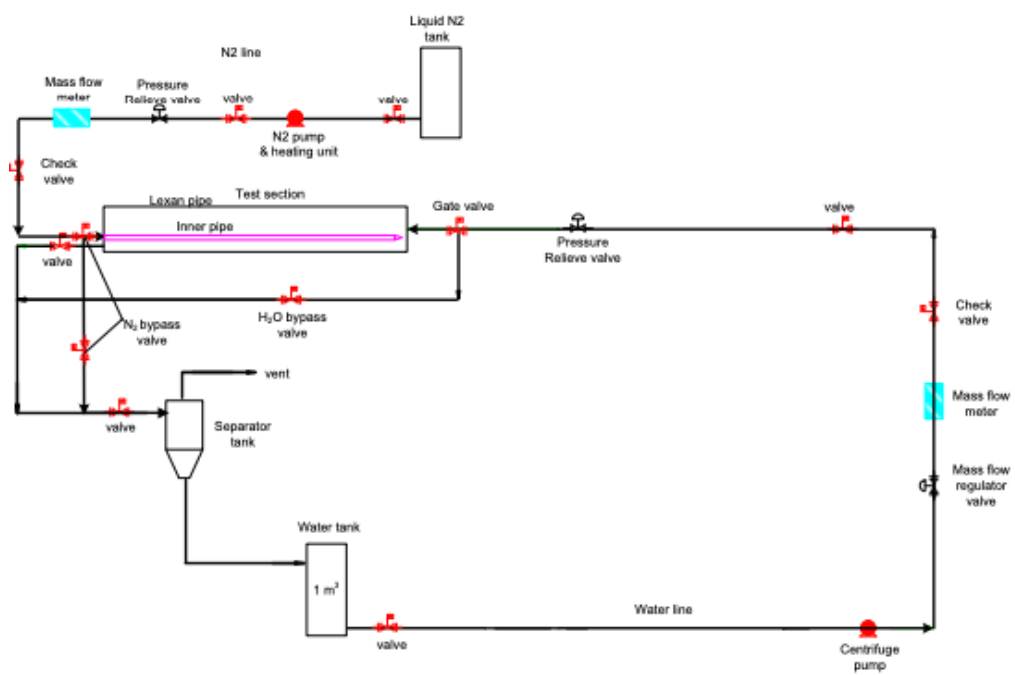 Liquid N2
tank
N2 line
Mass flow
meter
Pressure
Relieve valve
valve
valve
N2 pump
& heating unit
Check
valve
Test section
Lexan pipe
Inner pipe
Gate valve
valve
Pressure
Relieve valve
valve
N₂ bypass
valve
H₂O bypass
valve
Check
valve
vent
Mass flow
meter
valve
Separator
tank
Mass flow
regulator
valve
Water tank
1 m³
Water line
valve
Centrifuge
pump